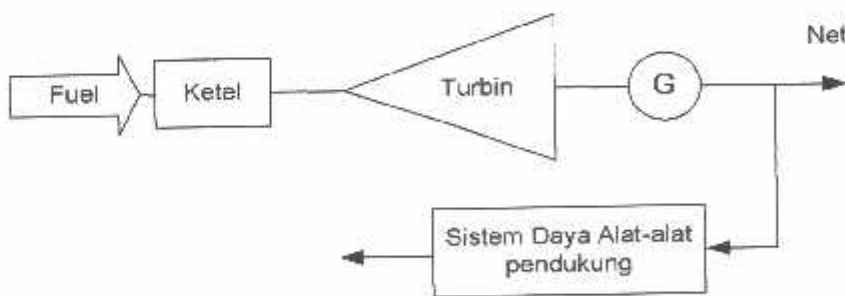 Net
Fuel
Ketel
Turbin
G
Sistem Daya Alat-alat
pendukung